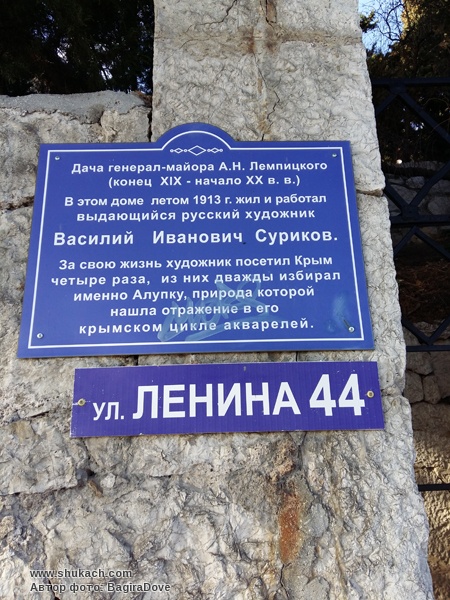 Дача генерал-майора А.Н. Лемпицкого
(конец XIX - начало XX в. в.)
В этом доме летом 1913 г. жил и работал
выдающийся русский художник
Василий Иванович Суриков.
За свою жизнь художник посетил Крым
четыре раза, из них дважды избирал
именно Алупку, природа которой
нашла отражение в его
крымском цикле акварелей.
ул. ЛЕНИНА 44
www.shukach.com
Автор фото: BagiraDove